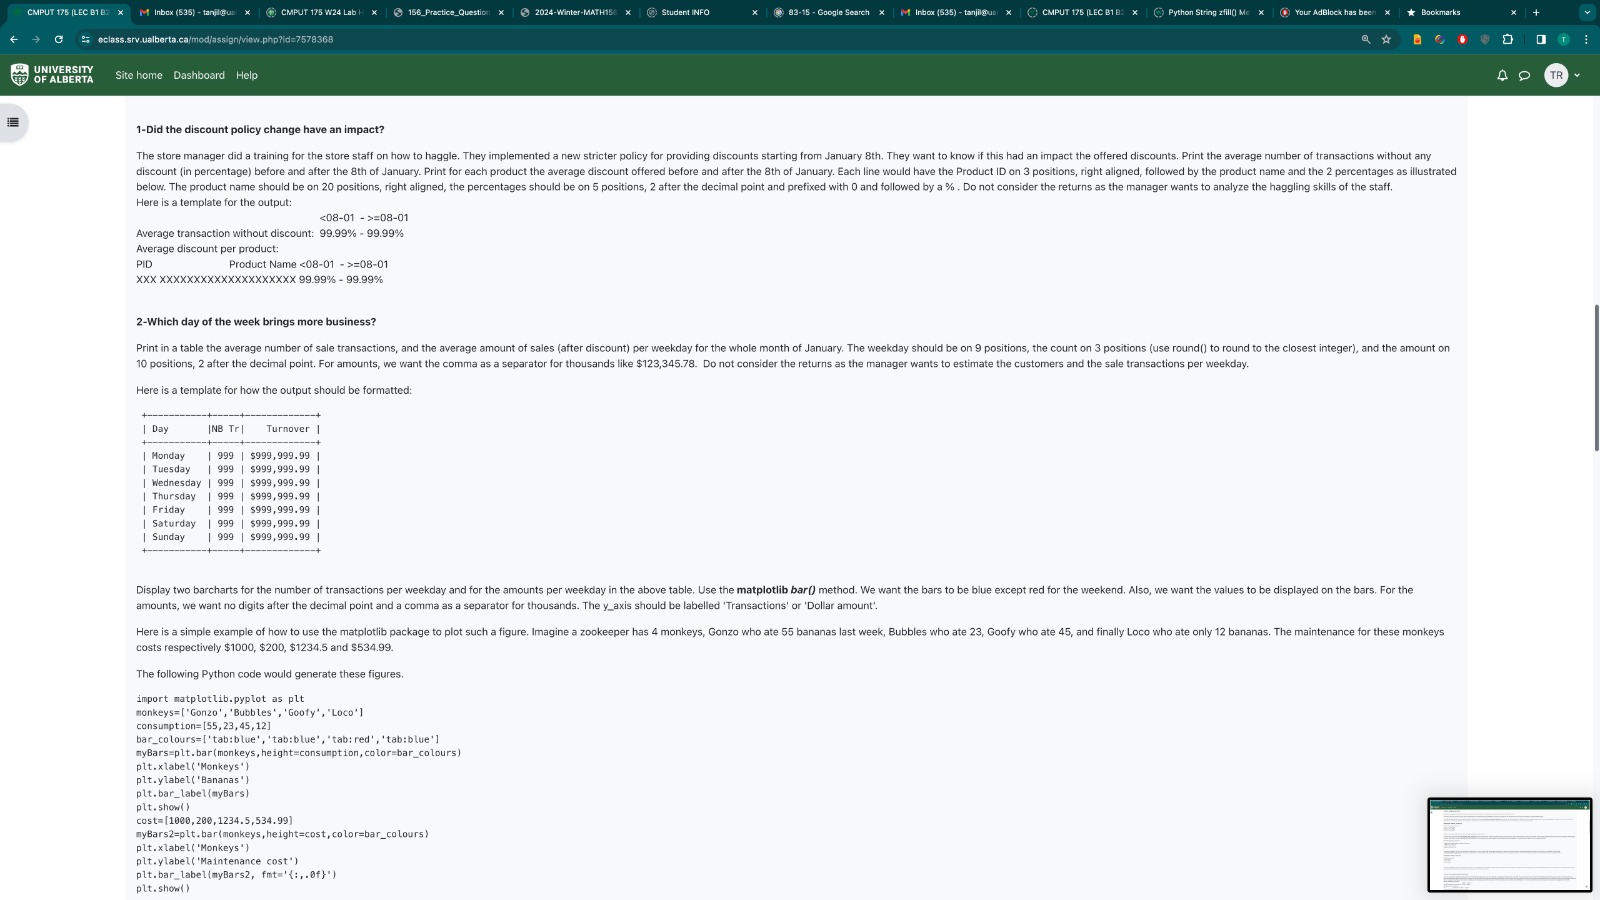 CMPUT 175 (LEC B1 B2
Inbox (535) - tanjil@ua
CMPUT 175 W24 Lab H
156_Practice_Question
2024-Winter-MATH156
Student INFO
83-15 - Google Search
Inbox (535) - tanjil@ua
CMPUT 175 (LEC B1 B2
Python String zfill() Me
Your AdBlock has been
Bookmarks
eclass.srv.ualberta.ca/mod/assign/view.php?id=7578368
UNIVERSITY
OF ALBERTA
Site home Dashboard Help
TR
1-Did the discount policy change have an impact?
The store manager did a training for the store staff on how to haggle. They implemented a new stricter policy for providing discounts starting from January 8th. They want to know if this had an impact the offered discounts. Print the average number of transactions without any
discount (in percentage) before and after the 8th of January. Print for each product the average discount offered before and after the 8th of January. Each line would have the Product ID on 3 positions, right aligned, followed by the product name and the 2 percentages as illustrated
below. The product name should be on 20 positions, right aligned, the percentages should be on 5 positions, 2 after the decimal point and prefixed with 0 and followed by a % . Do not consider the returns as the manager wants to analyze the haggling skills of the staff.
Here is a template for the output:
<08-01 - >=08-01
Average transaction without discount: 99.99% - 99.99%
Average discount per product:
PID Product Name <08-01 - >=08-01
XXX XXXXXXXXXXXXXXXXXXXX 99.99% - 99.99%
2-Which day of the week brings more business?
Print in a table the average number of sale transactions, and the average amount of sales (after discount) per weekday for the whole month of January. The weekday should be on 9 positions, the count on 3 positions (use round() to round to the closest integer), and the amount on
10 positions, 2 after the decimal point. For amounts, we want the comma as a separator for thousands like $123,345.78. Do not consider the returns as the manager wants to estimate the customers and the sale transactions per weekday.
Here is a template for how the output should be formatted:
+-----------+-----+-------------+
| Day |NB Tr| Turnover |
+-----------+-----+-------------+
| Monday | 999 | $999,999.99 |
| Tuesday | 999 | $999,999.99 |
| Wednesday | 999 | $999,999.99 |
| Thursday | 999 | $999,999.99 |
| Friday | 999 | $999,999.99 |
| Saturday | 999 | $999,999.99 |
| Sunday | 999 | $999,999.99 |
+-----------+-----+-------------+
Display two barcharts for the number of transactions per weekday and for the amounts per weekday in the above table. Use the matplotlib bar() method. We want the bars to be blue except red for the weekend. Also, we want the values to be displayed on the bars. For the
amounts, we want no digits after the decimal point and a comma as a separator for thousands. The y_axis should be labelled 'Transactions' or 'Dollar amount'.
Here is a simple example of how to use the matplotlib package to plot such a figure. Imagine a zookeeper has 4 monkeys, Gonzo who ate 55 bananas last week, Bubbles who ate 23, Goofy who ate 45, and finally Loco who ate only 12 bananas. The maintenance for these monkeys
costs respectively $1000, $200, $1234.5 and $534.99.
The following Python code would generate these figures.
import matplotlib.pyplot as plt
monkeys=['Gonzo','Bubbles','Goofy','Loco']
consumption=[55,23,45,12]
bar_colours=['tab:blue','tab:blue','tab:red','tab:blue']
myBars=plt.bar(monkeys,height=consumption,color=bar_colours)
plt.xlabel('Monkeys')
plt.ylabel('Bananas')
plt.bar_label(myBars)
plt.show()
cost=[1000,200,1234.5,534.99]
myBars2=plt.bar(monkeys,height=cost,color=bar_colours)
plt.xlabel('Monkeys')
plt.ylabel('Maintenance cost')
plt.bar_label(myBars2, fmt='{:,.0f}')
plt.show()